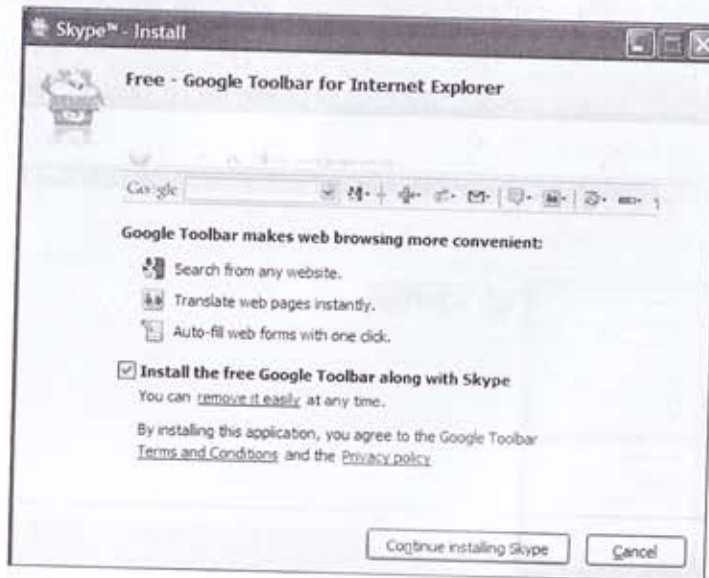 Skype™ - Install
Free - Google Toolbar for Internet Explorer
Google
Google Toolbar makes web browsing more convenient:
Search from any website.
Translate web pages instantly.
Auto-fill web forms with one click.
Install the free Google Toolbar along with Skype
You can remove it easily at any time.
By installing this application, you agree to the Google Toolbar
Terms and Conditions and the Privacy policy
Continue installing Skype
Cancel